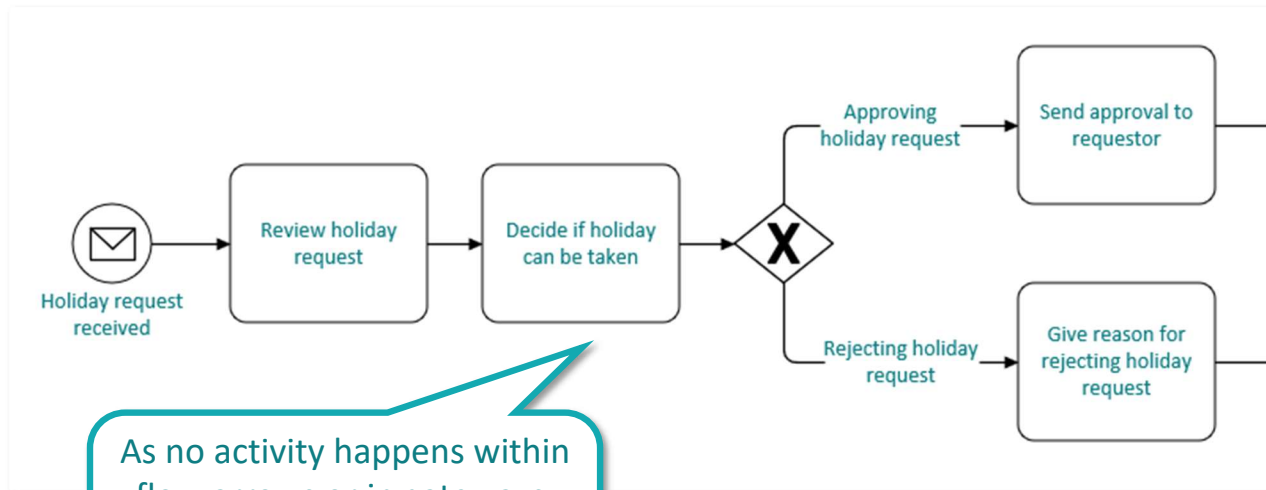 Holiday request
received
Review holiday
request
Decide if holiday
can be taken
X
Approving
holiday request
Send approval to
requestor
Rejecting holiday
request
Give reason for
rejecting holiday
request
As no activity happens within